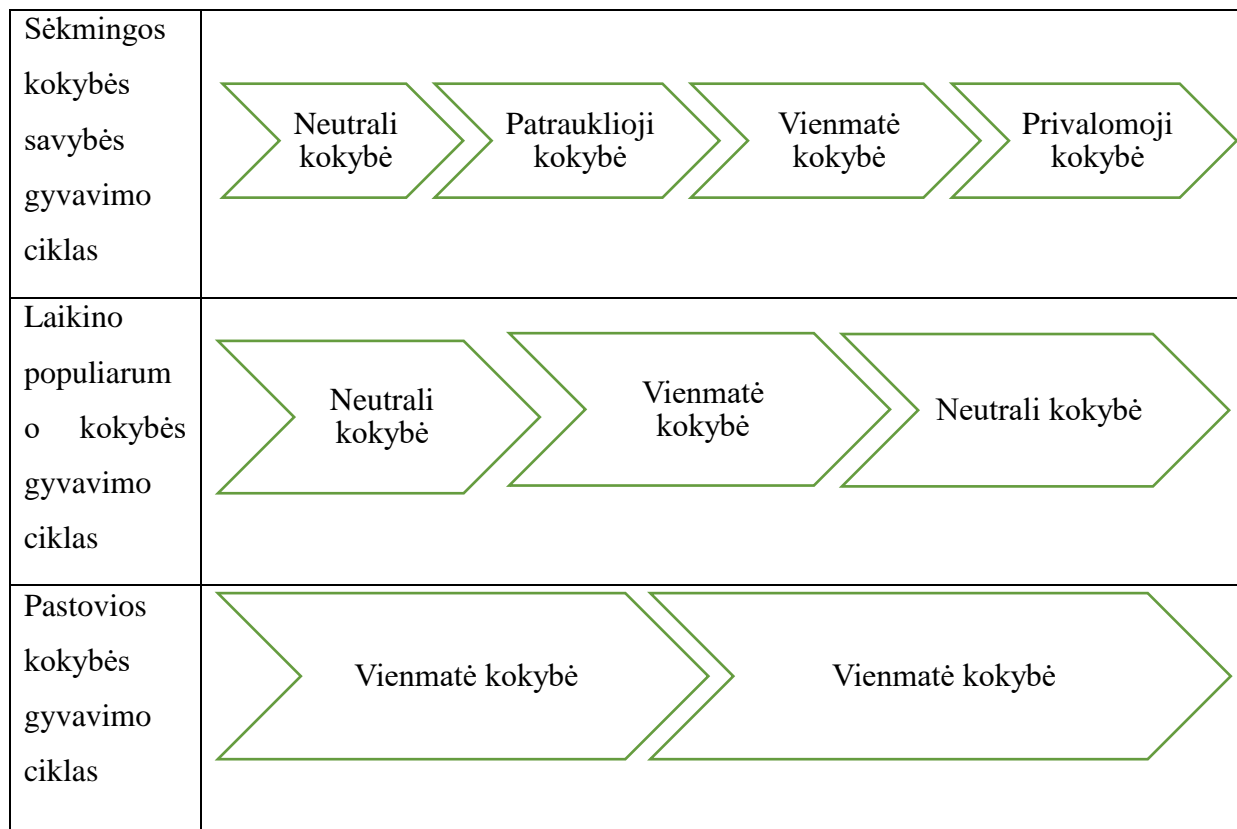 Sėkmingos
kokybės
savybės
gyvavimo
ciklas
Neutrali
kokybė
Patrauklioji
kokybė
Vienmatė
kokybė
Privalomoji
kokybė
Laikino
populiarum
o kokybės
gyvavimo
ciklas
Neutrali
kokybė
Vienmatė
kokybė
Neutrali kokybė
Pastovios
kokybės
gyvavimo
ciklas
Vienmatė kokybė
Vienmatė kokybė